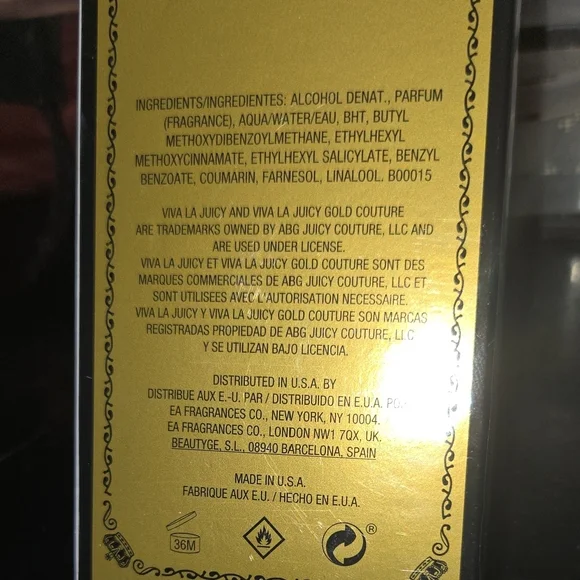 INGREDIENTS/INGREDIENTES: ALCOHOL DENAT., PARFUM
(FRAGRANCE), AQUA/WATER/EAU, BHT, BUTYL
METHOXYDIBENZOYLMETHANE, ETHYLHEXYL
METHOXYCINNAMATE, ETHYLHEXYL SALICYLATE, BENZYL
BENZOATE, COUMARIN, FARNESOL, LINALOOL. B00015
VIVA LA JUICY AND VIVA LA JUICY GOLD COUTURE
ARE TRADEMARKS OWNED BY ABG JUICY COUTURE, LLC AND
ARE USED UNDER LICENSE.
VIVA LA JUICY ET VIVA LA JUICY GOLD COUTURE SONT DES
MARQUES COMMERCIALES DE ABG JUICY COUTURE, LLC ET
SONT UTILISEES AVEC L'AUTORISATION NECESSAIRE.
VIVA LA JUICY Y VIVA LA JUICY GOLD COUTURE SON MARCAS
REGISTRADAS PROPIEDAD DE ABG JUICY COUTURE, LLC
Y SE UTILIZAN BAJO LICENCIA.
DISTRIBUTED IN U.S.A. BY
DISTRIBUE AUX E.-U. PAR / DISTRIBUIDO EN E.U.A.
EA FRAGRANCES CO., NEW YORK, NY 10004.
EA FRAGRANCES CO., LONDON NW1 7QX, UK.
BEAUTYGE, S.L., 08940 BARCELONA, SPAIN
MADE IN U.S.A.
FABRIQUE AUX E.U. / HECHO EN E.U.A.
36M ®